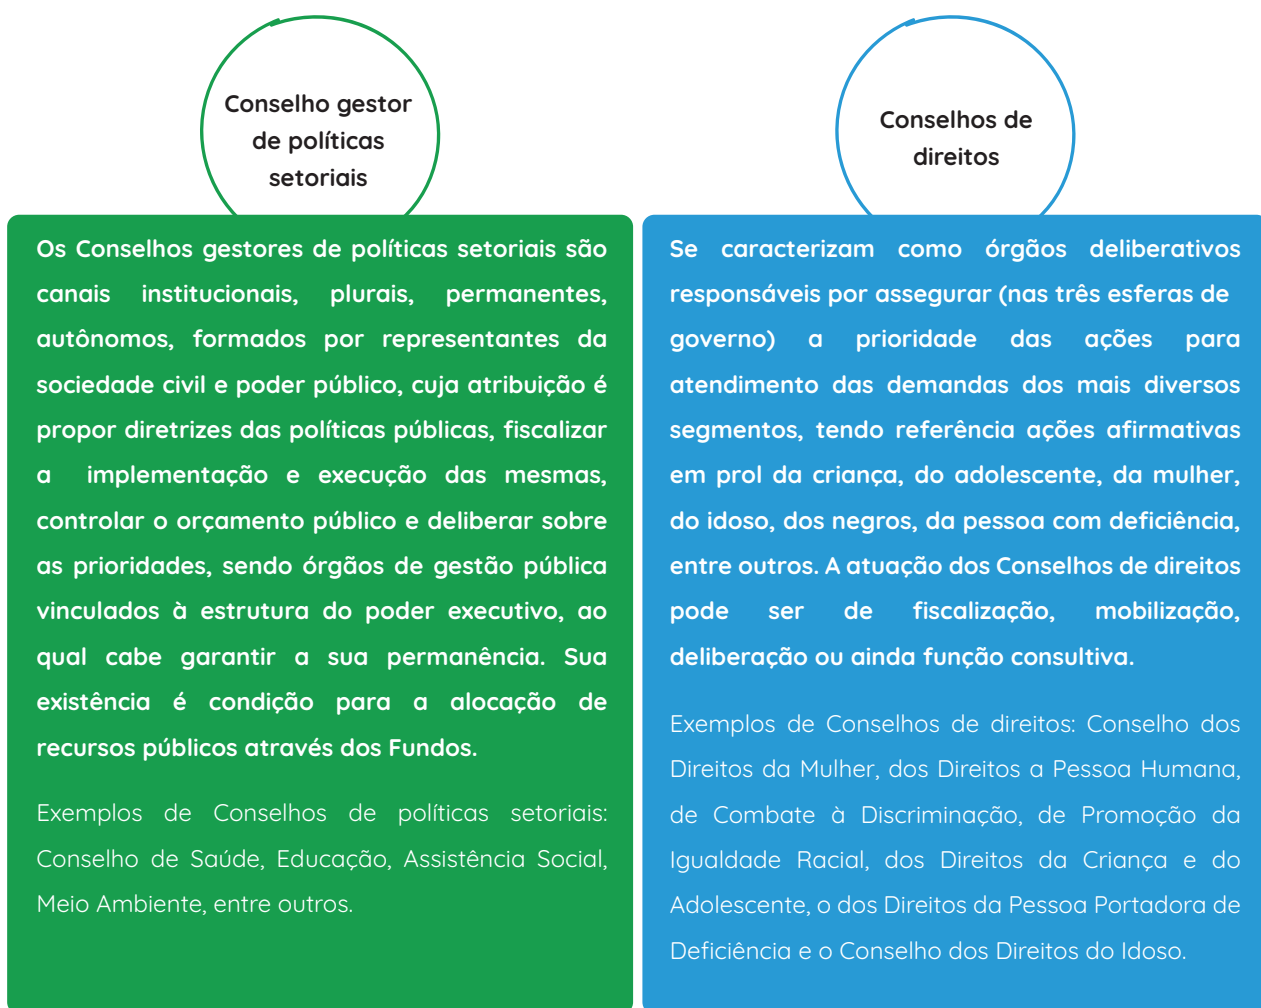 Conselho gestor
de políticas
setoriais
Os Conselhos gestores de políticas setoriais são
canais institucionais, plurais, permanentes,
autônomos, formados por representantes da
sociedade civil e poder público, cuja atribuição é
propor diretrizes das políticas públicas, fiscalizar
a implementação e execução das mesmas,
controlar o orçamento público e deliberar sobre
as prioridades, sendo órgãos de gestão pública
vinculados à estrutura do poder executivo, ao
qual cabe garantir a sua permanência. Sua
existência é condição para a alocação de
recursos públicos através dos Fundos.
Exemplos de Conselhos de políticas setoriais:
Conselho de Saúde, Educação, Assistência Social,
Meio Ambiente, entre outros.
Conselhos de
direitos
Se caracterizam como órgãos deliberativos
responsáveis por assegurar (nas três esferas de
governo) a prioridade das ações para
atendimento das demandas dos mais diversos
segmentos, tendo referência ações afirmativas
em prol da criança, do adolescente, da mulher,
do idoso, dos negros, da pessoa com deficiência,
entre outros. A atuação dos Conselhos de direitos
pode ser de fiscalização, mobilização,
deliberação ou ainda função consultiva.
Exemplos de Conselhos de direitos: Conselho dos
Direitos da Mulher, dos Direitos a Pessoa Humana,
de Combate à Discriminação, de Promoção da
Igualdade Racial, dos Direitos da Criança e do
Adolescente, o dos Direitos da Pessoa Portadora de
Deficiência e o Conselho dos Direitos do Idoso.